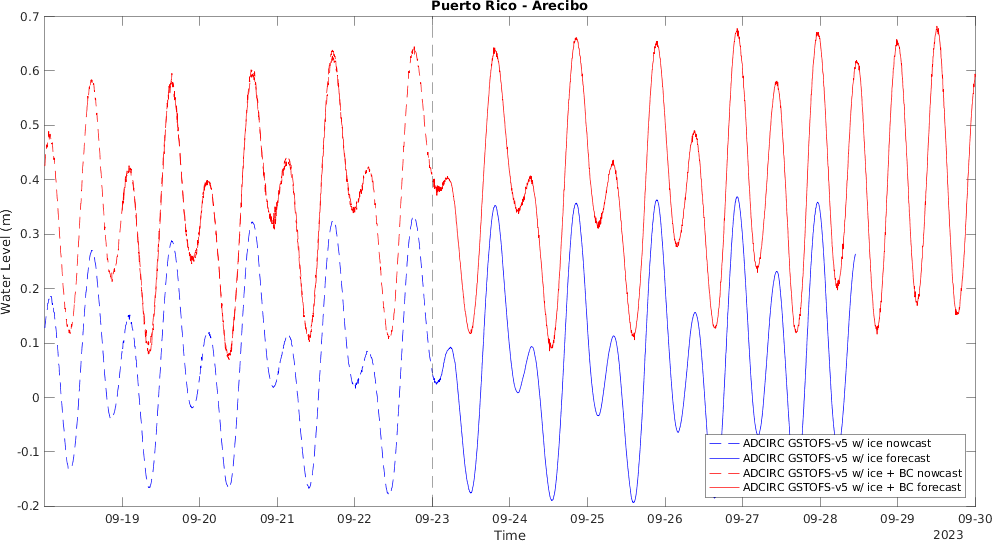 Puerto Rico - Arecibo
0.7
0.6
0.5
0.4
0.3
0.2
0.1
0
-0.1
-0.2
Water Level (m)
ADCIRC GSTOFS-v5 w/ ice nowcast
ADCIRC GSTOFS-v5 w/ ice forecast
ADCIRC GSTOFS-v5 w/ ice + BC nowcast
ADCIRC GSTOFS-v5 w/ ice + BC forecast
09-19 09-20 09-21 09-22 09-23 09-24 09-25 09-26 09-27 09-28 09-29 09-30
Time
2023